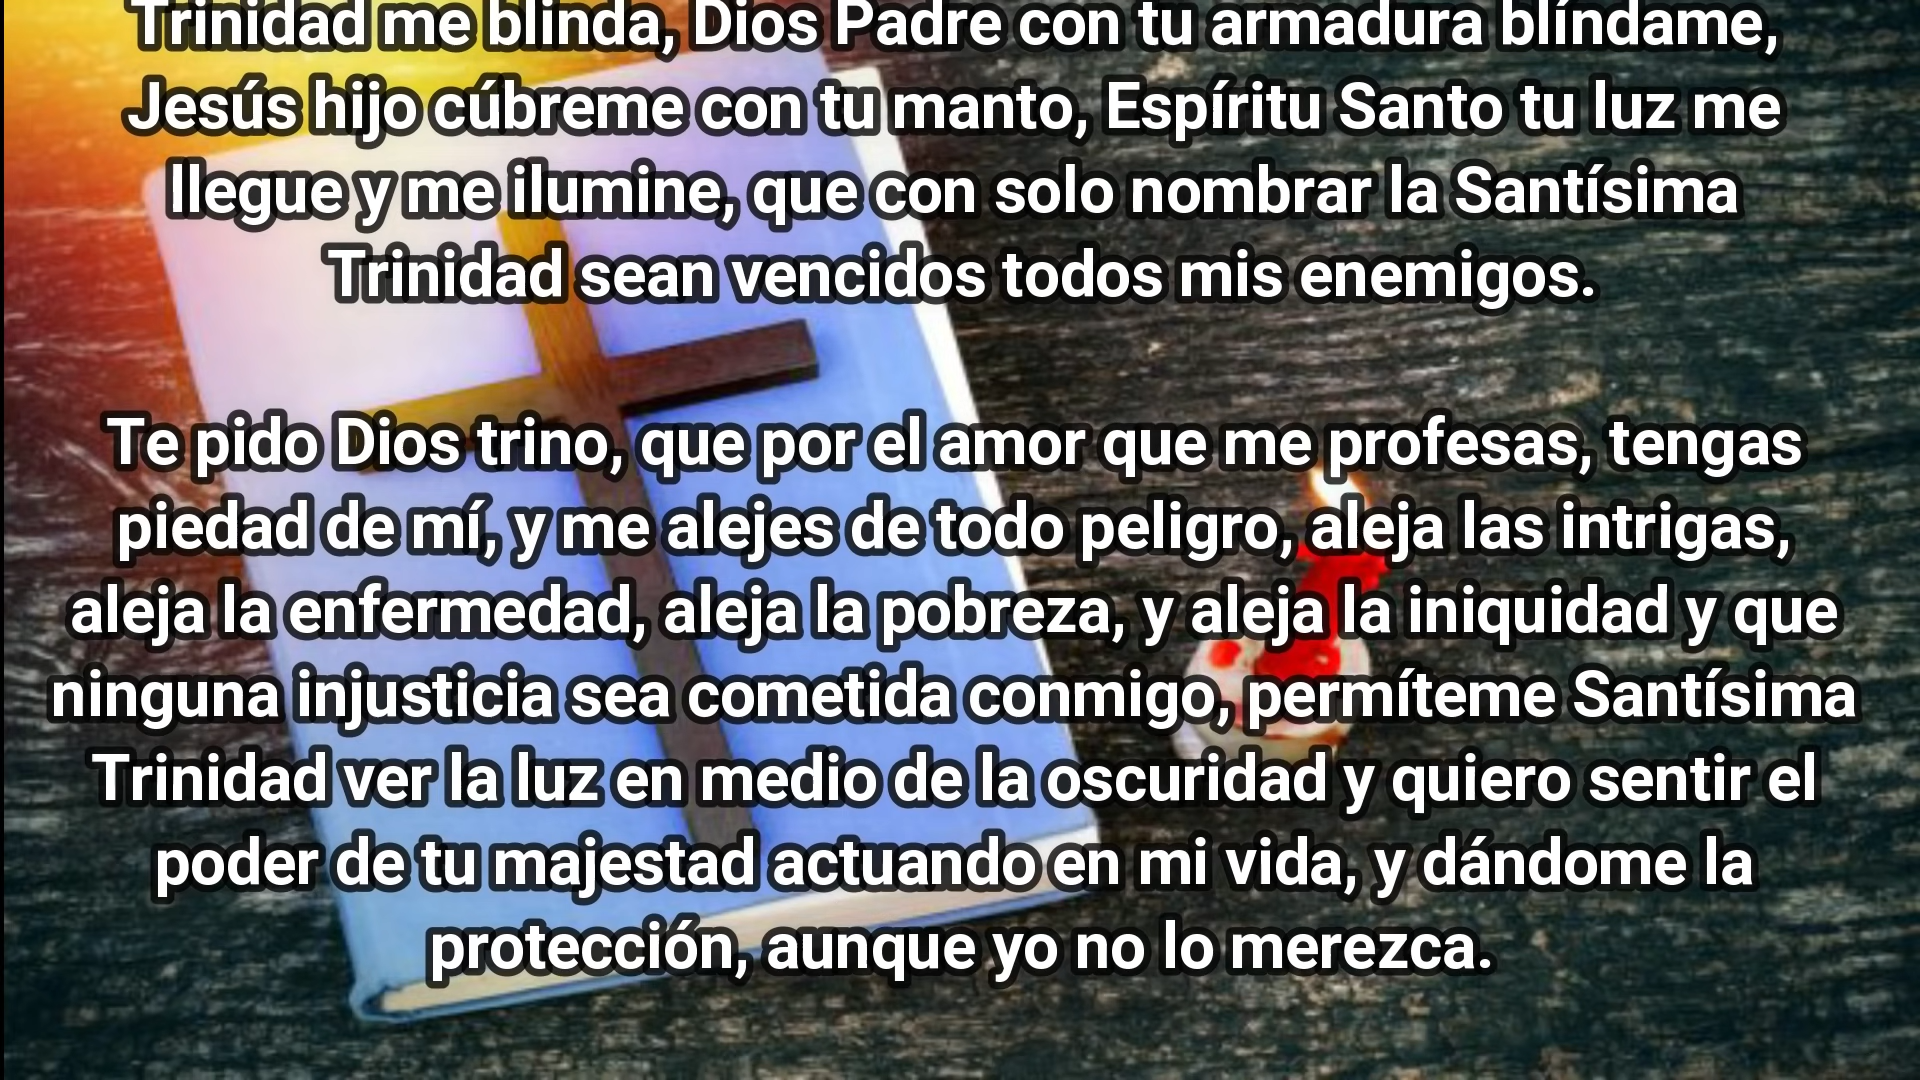 Trinidad me blinda, Dios Padre con tu armadura blíndame,
Jesús hijo cúbreme con tu manto, Espíritu Santo tu luz me
llegue y me ilumine, que con solo nombrar la Santísima
Trinidad sean vencidos todos mis enemigos.
Te pido Dios trino, que por el amor que me profesas, tengas
piedad de mí, y me alejes de todo peligro, aleja las intrigas,
aleja la enfermedad, aleja la pobreza, y aleja la iniquidad y que
ninguna injusticia sea cometida conmigo, permíteme Santísima
Trinidad ver la luz en medio de la oscuridad y quiero sentir el
poder de tu majestad actuando en mi vida, y dándome la
protección, aunque yo no lo merezca.